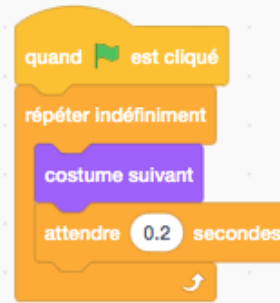 quand est cliqué
répéter indéfiniment
costume suivant
attendre 0.2 secondes